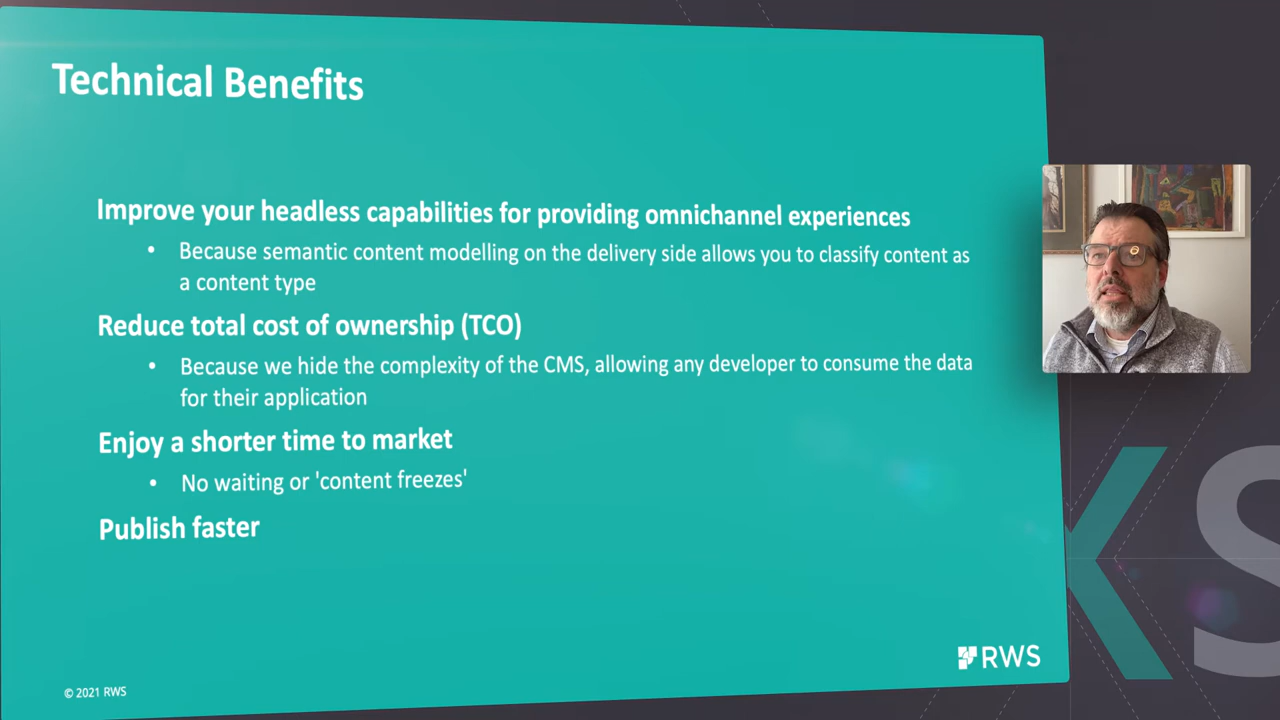 Technical Benefits
Improve your headless capabilities for providing omnichannel experiences
• Because semantic content modelling on the delivery side allows you to classify content as
a content type
Reduce total cost of ownership (TCO)
• Because we hide the complexity of the CMS, allowing any developer to consume the data
for their application
Enjoy a shorter time to market
• No waiting or 'content freezes'
Publish faster
RWS
© 2021 RWS
KS